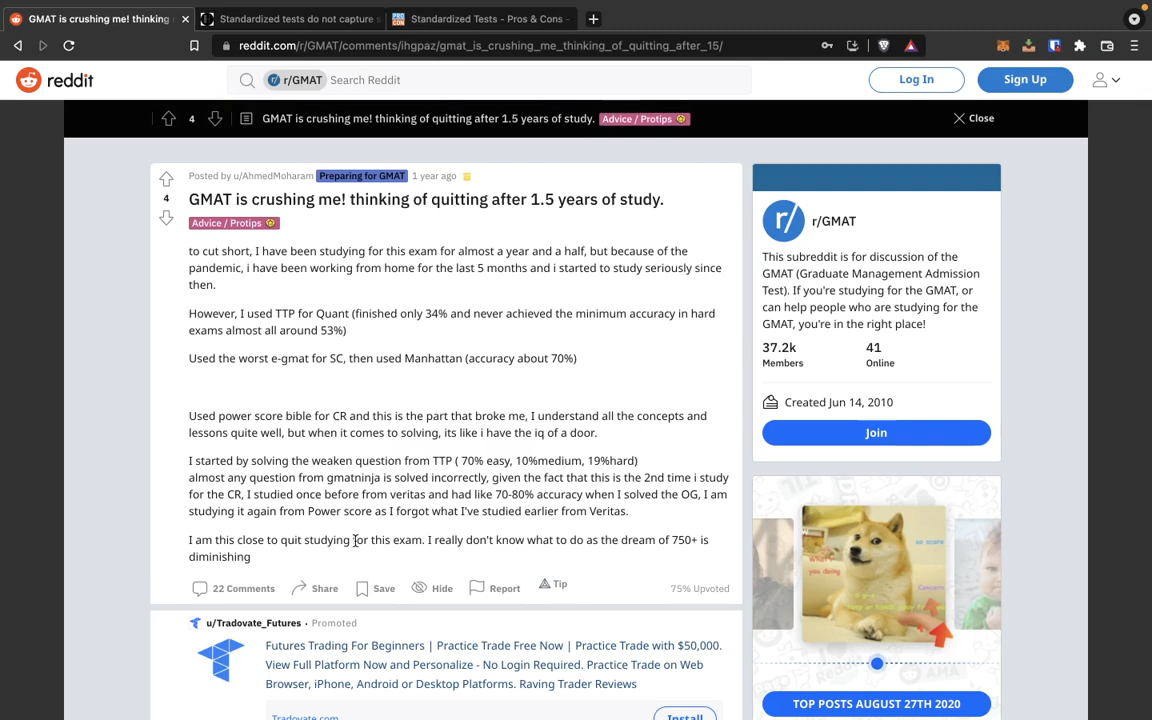 GMAT is crushing me! thinking
Standardized tests do not capture
Standardized Tests - Pros & Cons -
reddit.com/r/GMAT/comments/ihgpaz/gmat_is_crushing_me_thinking_of_quitting_after_15/
reddit
r/GMAT Search Reddit
Log In
Sign Up
4
GMAT is crushing me! thinking of quitting after 1.5 years of study. Advice / Protips
Close
Posted by u/AhmedMoharam Preparing for GMAT 1 year ago
4
GMAT is crushing me! thinking of quitting after 1.5 years of study.
Advice / Protips
to cut short, I have been studying for this exam for almost a year and a half, but because of the
pandemic, i have been working from home for the last 5 months and i started to study seriously since
then.
However, I used TTP for Quant (finished only 34% and never achieved the minimum accuracy in hard
exams almost all around 53%)
Used the worst e-gmat for SC, then used Manhattan (accuracy about 70%)
Used power score bible for CR and this is the part that broke me, I understand all the concepts and
lessons quite well, but when it comes to solving, its like i have the iq of a door.
I started by solving the weaken question from TTP ( 70% easy, 10%medium, 19%hard)
almost any question from gmatninja is solved incorrectly, given the fact that this is the 2nd time i study
for the CR, I studied once before from veritas and had like 70-80% accuracy when I solved the OG, I am
studying it again from Power score as I forgot what I've studied earlier from Veritas.
I am this close to quit studying for this exam. I really don't know what to do as the dream of 750+ is
diminishing
22 Comments
Share
Save
Hide
Report
Tip
75% Upvoted
u/Tradovate_Futures · Promoted
Futures Trading For Beginners | Practice Trade Free Now | Practice Trade with $50,000.
View Full Platform Now and Personalize - No Login Required. Practice Trade on Web
Browser, iPhone, Android or Desktop Platforms. Raving Trader Reviews
Tradovate.com
Install
r/
r/GMAT
This subreddit is for discussion of the
GMAT (Graduate Management Admission
Test). If you're studying for the GMAT, or
can help people who are studying for the
GMAT, you're in the right place!
37.2k
41
Members
Online
Created Jun 14, 2010
Join
you doing
TOP POSTS AUGUST 27TH 2020